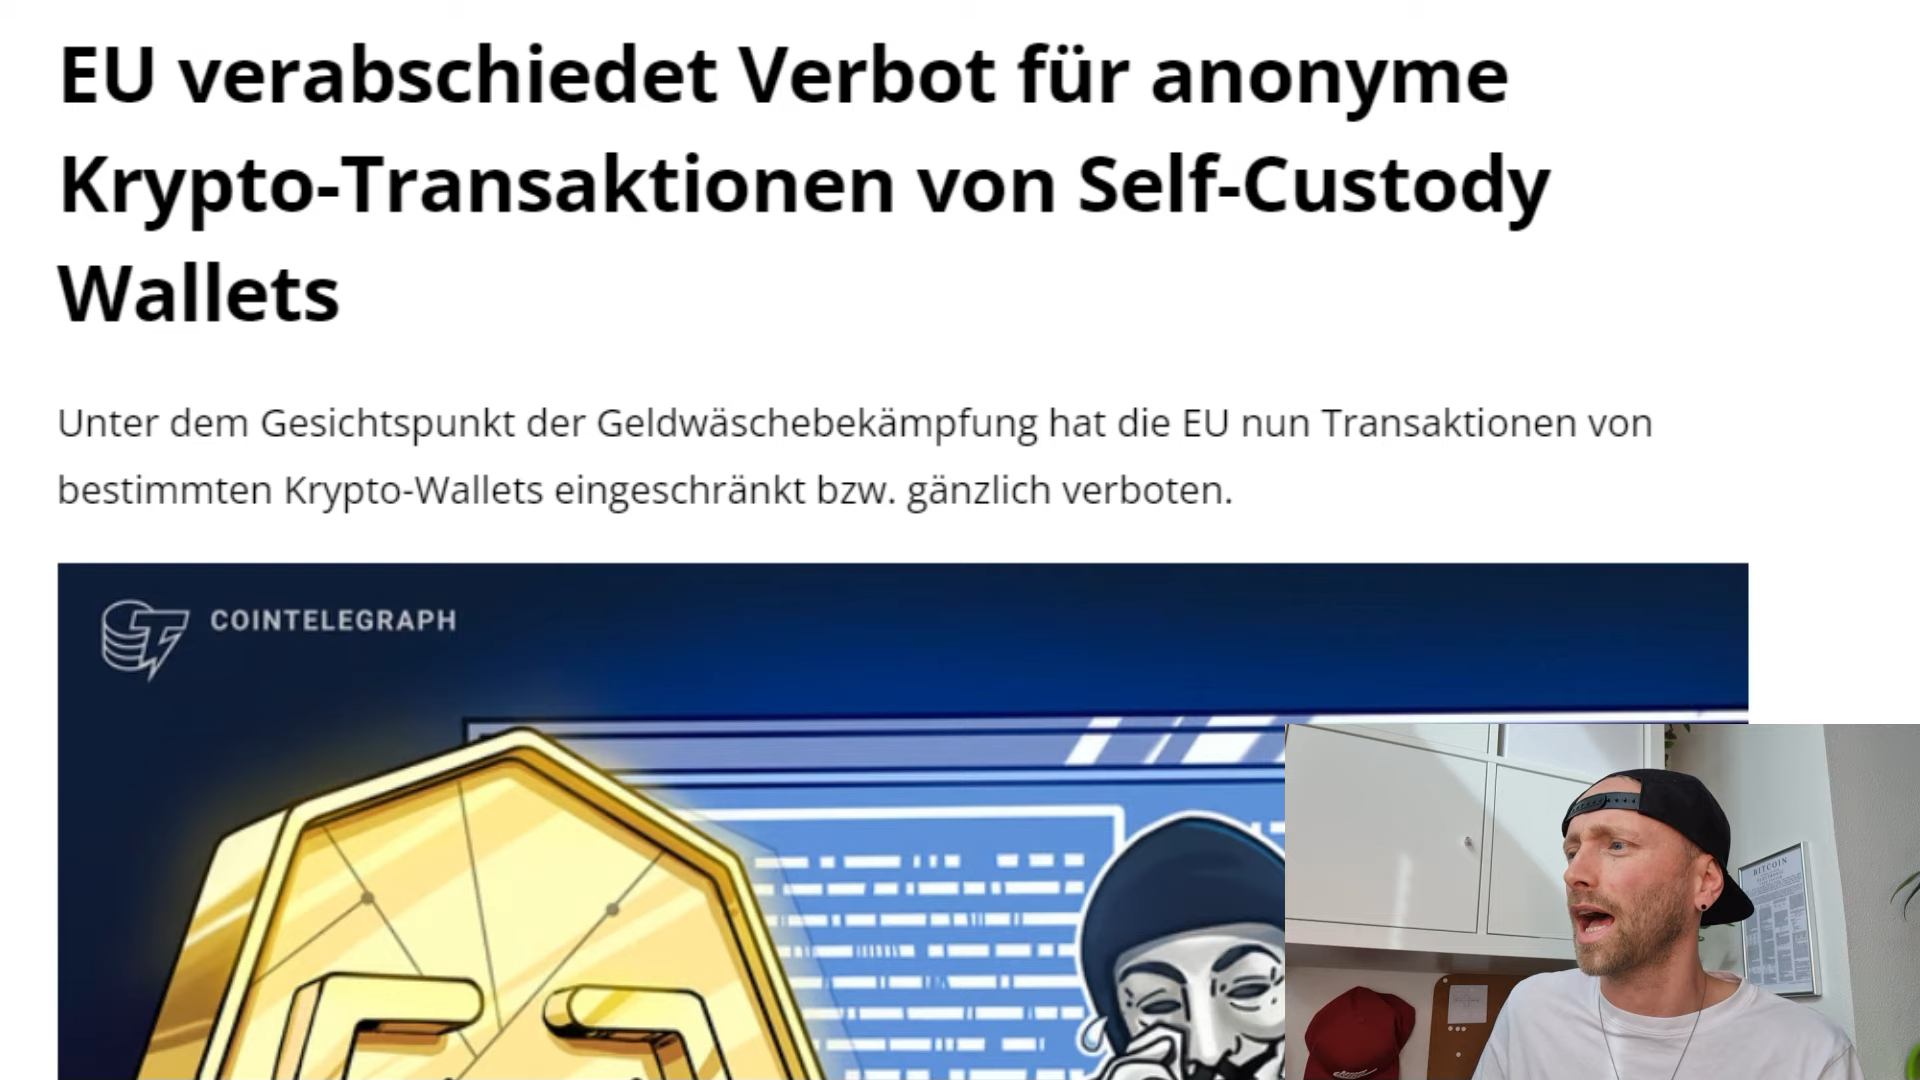 EU verabschiedet Verbot für anonyme
Krypto-Transaktionen von Self-Custody
Wallets
Unter dem Gesichtspunkt der Geldwäschebekämpfung hat die EU nun Transaktionen von
bestimmten Krypto-Wallets eingeschränkt bzw. gänzlich verboten.
COINTELEGRAPH
BITCOIN